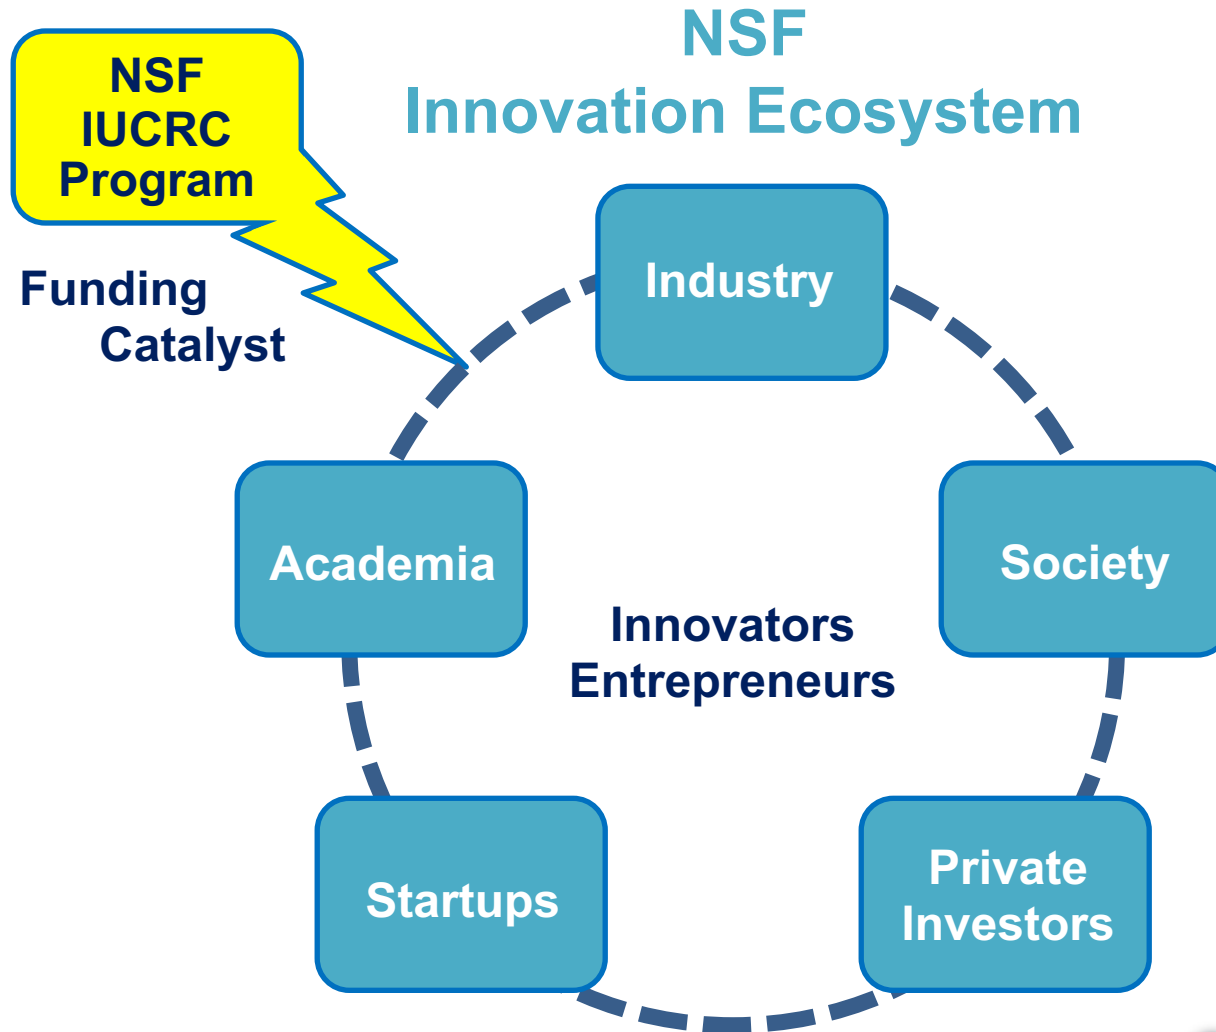 NSF
Innovation Ecosystem
NSF
IUCRC
Program
Funding
Catalyst
Industry
Academia
Society
Innovators
Entrepreneurs
Startups
Private
Investors